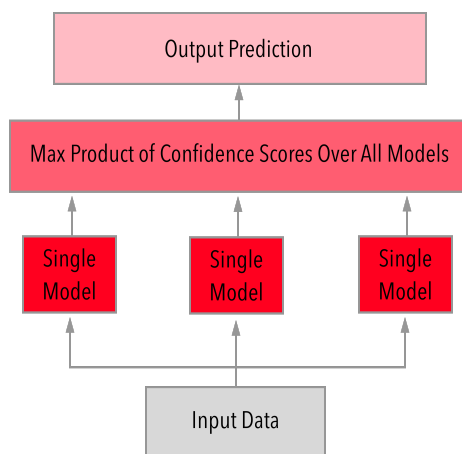 Output Prediction
Max Product of Confidence Scores Over All Models
Single
Model
Single
Model
Single
Model
Input Data